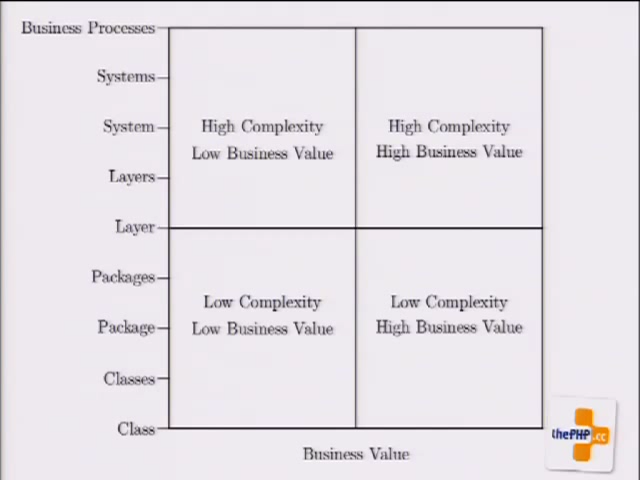 Business Processes
Systems
System
Layers
Layer
Packages
Package
Classes
Class
High Complexity
Low Business Value
High Complexity
High Business Value
Low Complexity
Low Business Value
Low Complexity
High Business Value
Business Value
thePHP.cc